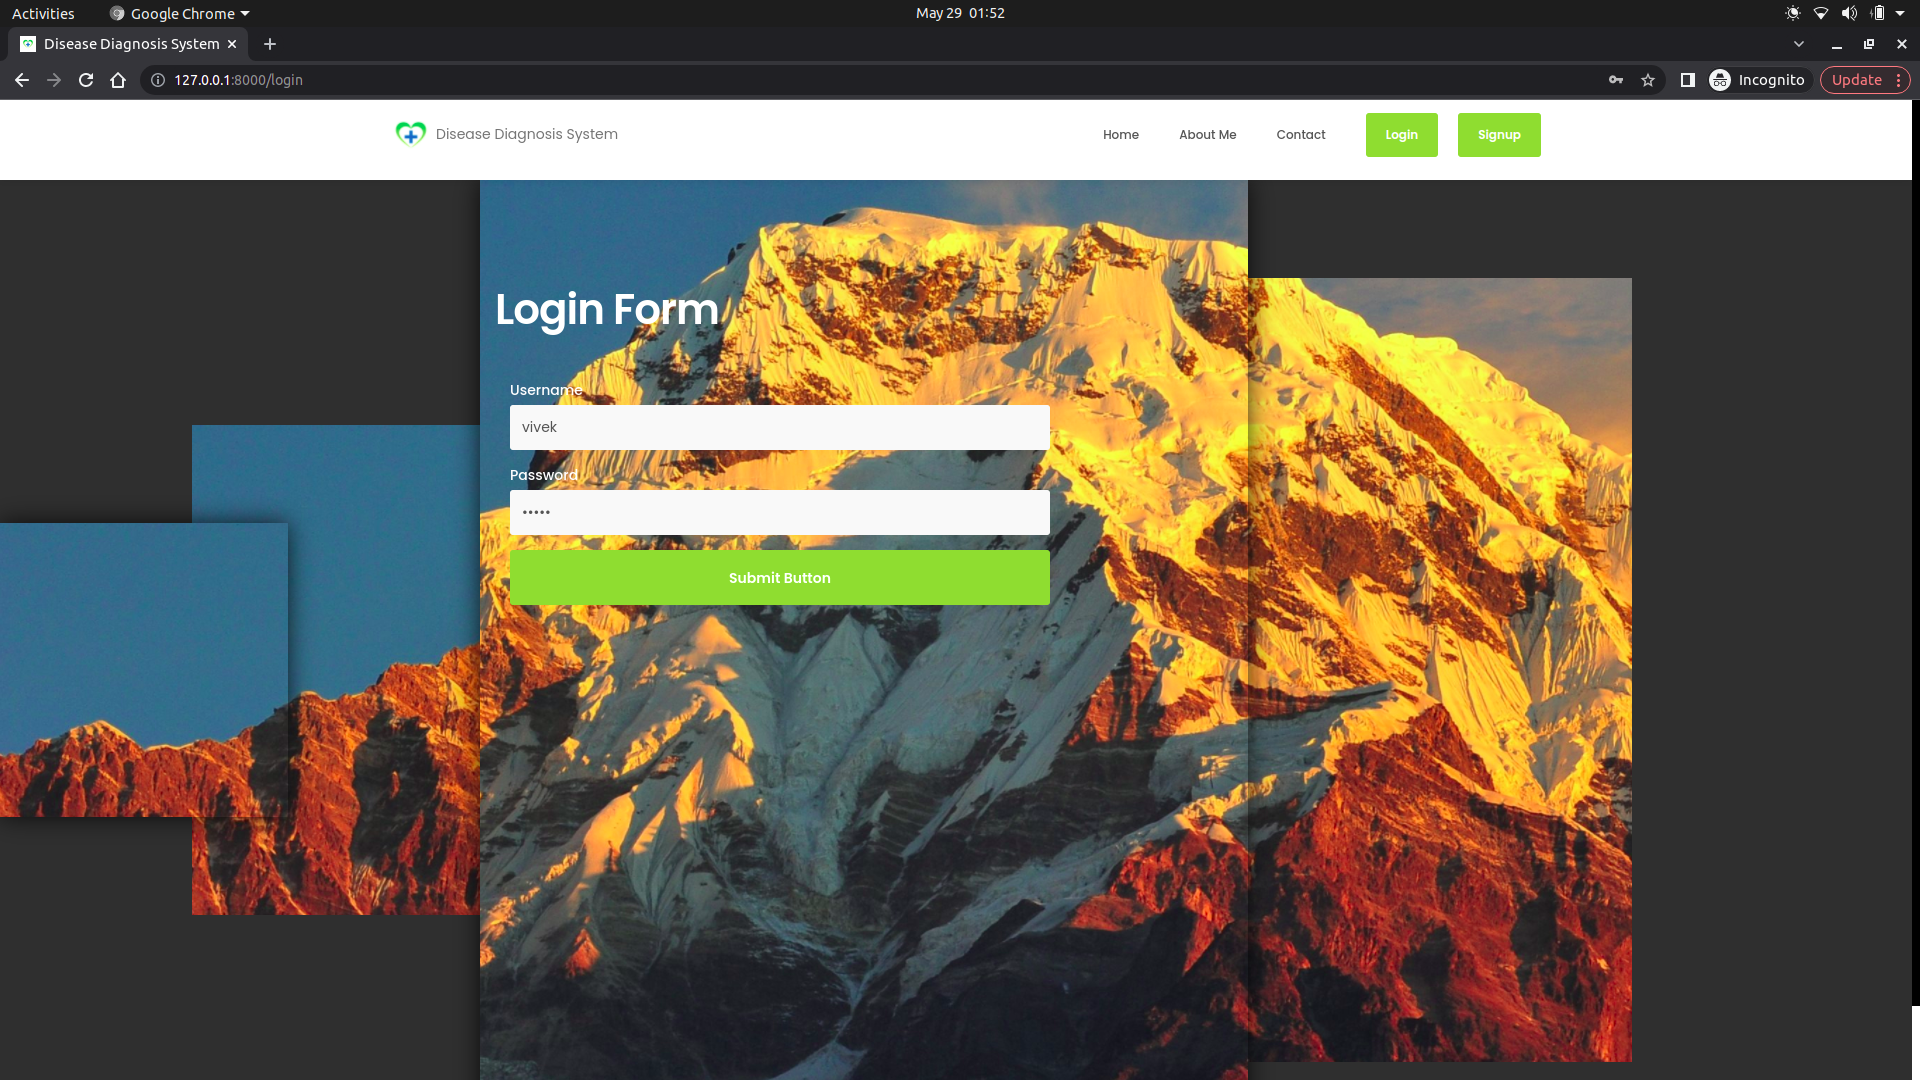 Activities
Google Chrome
May 29 01:52
Disease Diagnosis System
127.0.0.1:8000/login
Incognito
Update
Disease Diagnosis System
Home
About Me
Contact
Login
Signup
Login Form
Username
vivek
Password
•••••
Submit Button